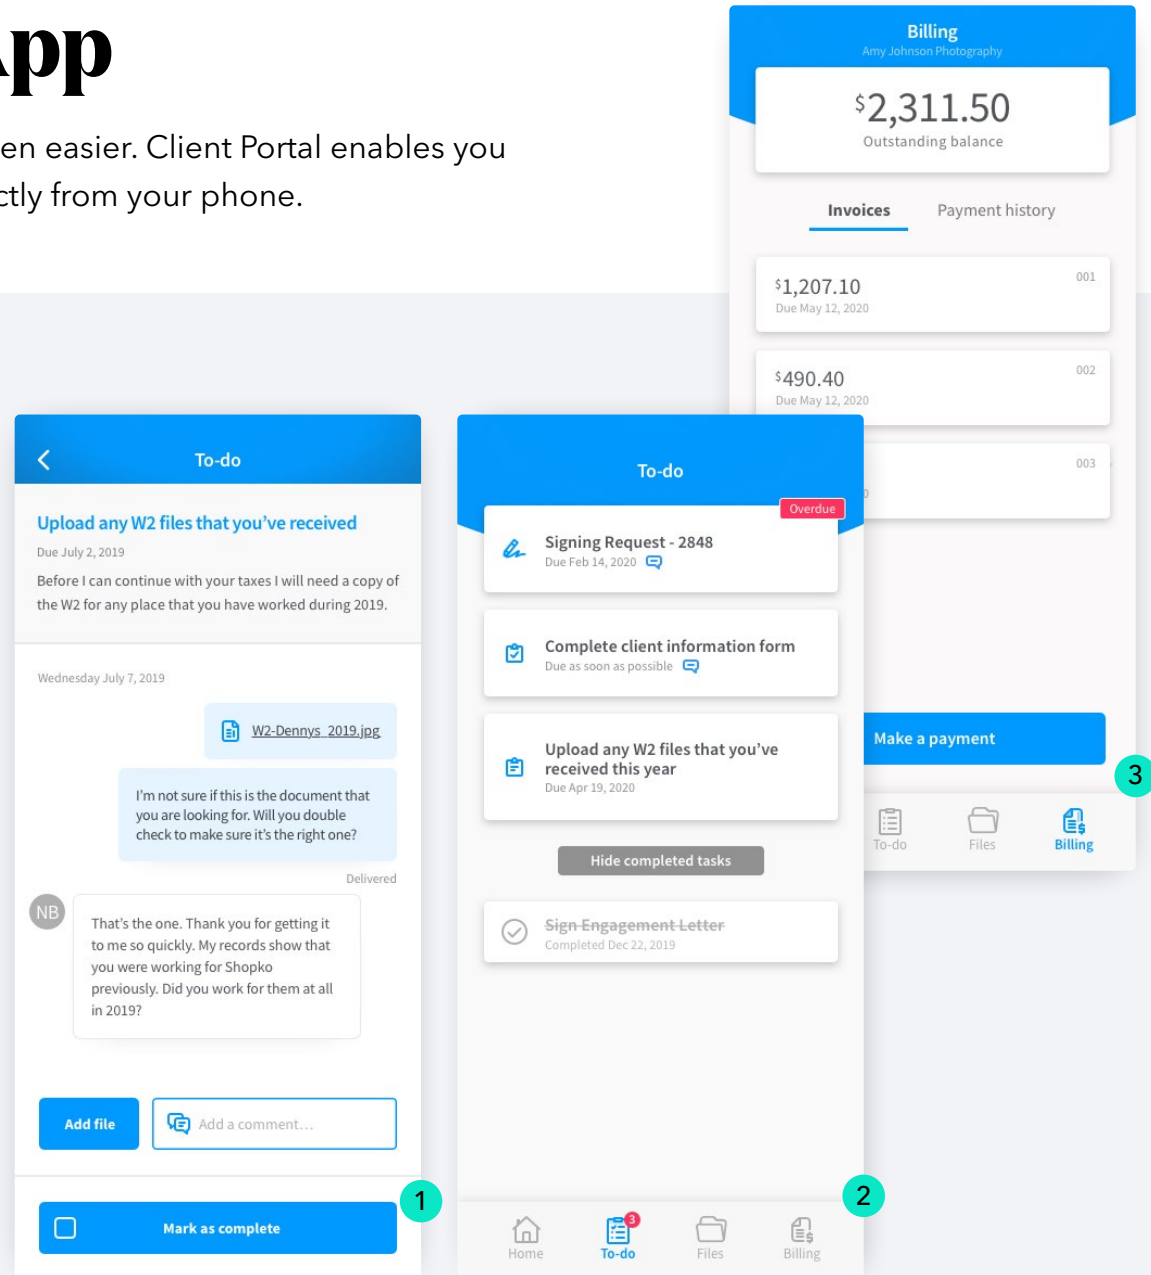 App
en easier. Client Portal enables you
ctly from your phone.
Billing
Amy Johnson Photography
$2,311.50
Outstanding balance
Invoices
Payment history
$1,207.10
001
Due May 12, 2020
$490.40
002
Due May 12, 2020
003
0
Make a payment
3
To-do
Files
Billing
To-do
Upload any W2 files that you’ve received
Due July 2, 2019
Before I can continue with your taxes I will need a copy of
the W2 for any place that you have worked during 2019.
Wednesday July 7, 2019
W2-Dennys_2019.jpg
I’m not sure if this is the document that
you are looking for. Will you double
check to make sure it’s the right one?
Delivered
NB
That’s the one. Thank you for getting it
to me so quickly. My records show that
you were working for Shopko
previously. Did you work for them at all
in 2019?
Add file
Add a comment...
Mark as complete
1
To-do
Overdue
Signing Request - 2848
Due Feb 14, 2020
Complete client information form
Due as soon as possible
Upload any W2 files that you’ve
received this year
Due Apr 19, 2020
Hide completed tasks
Sign Engagement Letter
Completed Dec 22, 2019
2
3
Home
To-do
Files
Billing